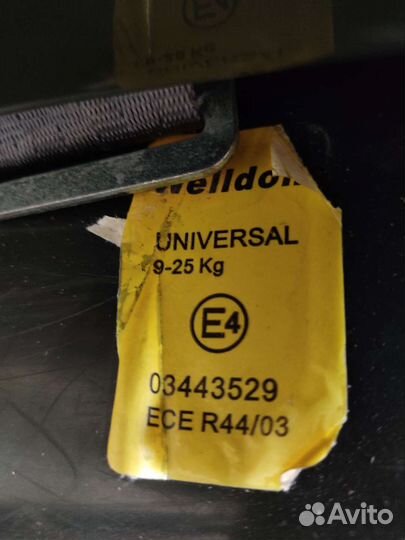 Welldon
UNIVERSAL
9-25 Kg
E4
03443529
ECE R44/03
Avito